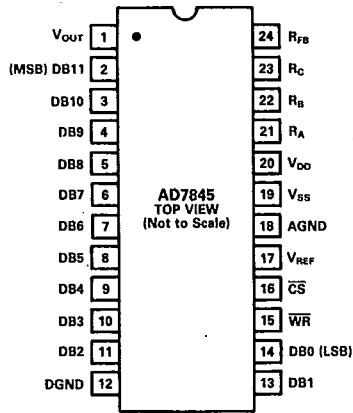 VOUT 1 24 RFB
(MSB) DB11 2 23 RC
DB10 3 22 RB
DB9 4 21 RA
DB8 5 20 VDD
DB7 6 AD7845 19 VSS
TOP VIEW
DB6 7 (Not to Scale) 18 AGND
DB5 8 17 VREF
DB4 9 16 C̅S̅
DB3 10 15 W̅R̅
DB2 11 14 DB0 (LSB)
DGND 12 13 DB1